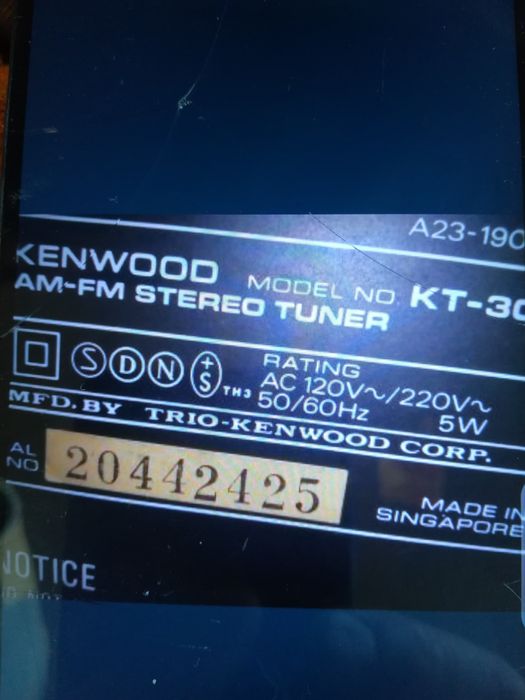 A23-190
KENWOOD MODEL NO KT-30
AM-FM STEREO TUNER
S D N +S TH3
RATING
AC 120V~/220V~
50/60Hz 5W
MFD. BY TRIO-KENWOOD CORP.
AL
NO 20442425
MADE IN
SINGAPORE
NOTICE